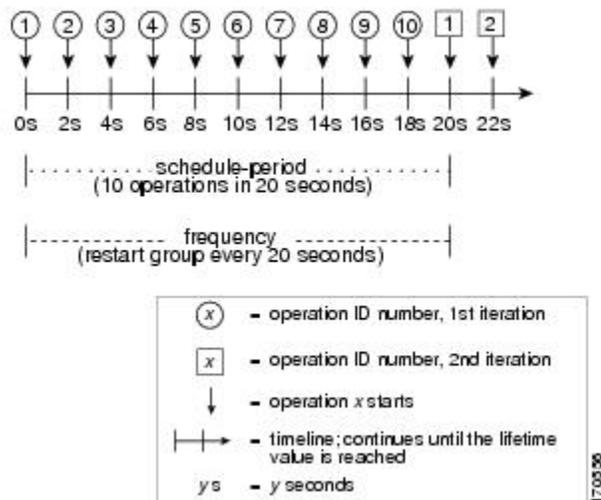 1 2 3 4 5 6 7 8 9 10 1 2
0s 2s 4s 6s 8s 10s 12s 14s 16s 18s 20s 22s
schedule-period
(10 operations in 20 seconds)
frequency
(restart group every 20 seconds)
x = operation ID number, 1st iteration
x = operation ID number, 2nd iteration
= operation x starts
= timeline; continues until the lifetime
value is reached
y s = y seconds